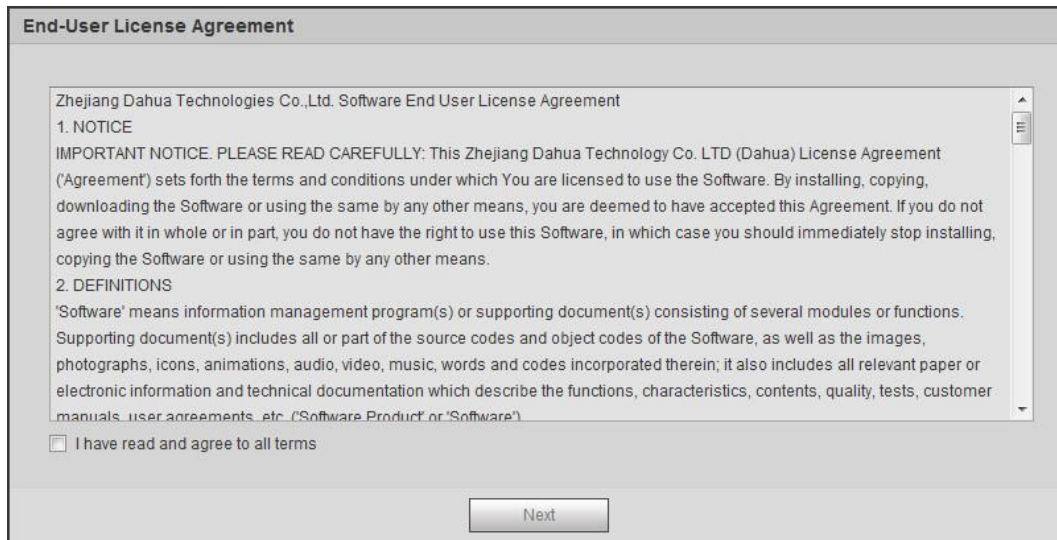 End-User License Agreement
Zhejiang Dahua Technologies Co.,Ltd. Software End User License Agreement
1. NOTICE
IMPORTANT NOTICE. PLEASE READ CAREFULLY: This Zhejiang Dahua Technology Co. LTD (Dahua) License Agreement
('Agreement') sets forth the terms and conditions under which You are licensed to use the Software. By installing, copying,
downloading the Software or using the same by any other means, you are deemed to have accepted this Agreement. If you do not
agree with it in whole or in part, you do not have the right to use this Software, in which case you should immediately stop installing,
copying the Software or using the same by any other means.
2. DEFINITIONS
'Software' means information management program(s) or supporting document(s) consisting of several modules or functions.
Supporting document(s) includes all or part of the source codes and object codes of the Software, as well as the images,
photographs, icons, animations, audio, video, music, words and codes incorporated therein; it also includes all relevant paper or
electronic information and technical documentation which describe the functions, characteristics, contents, quality, tests, customer
manuals, user agreements, etc. ('Software Product' or 'Software')
I have read and agree to all terms
Next